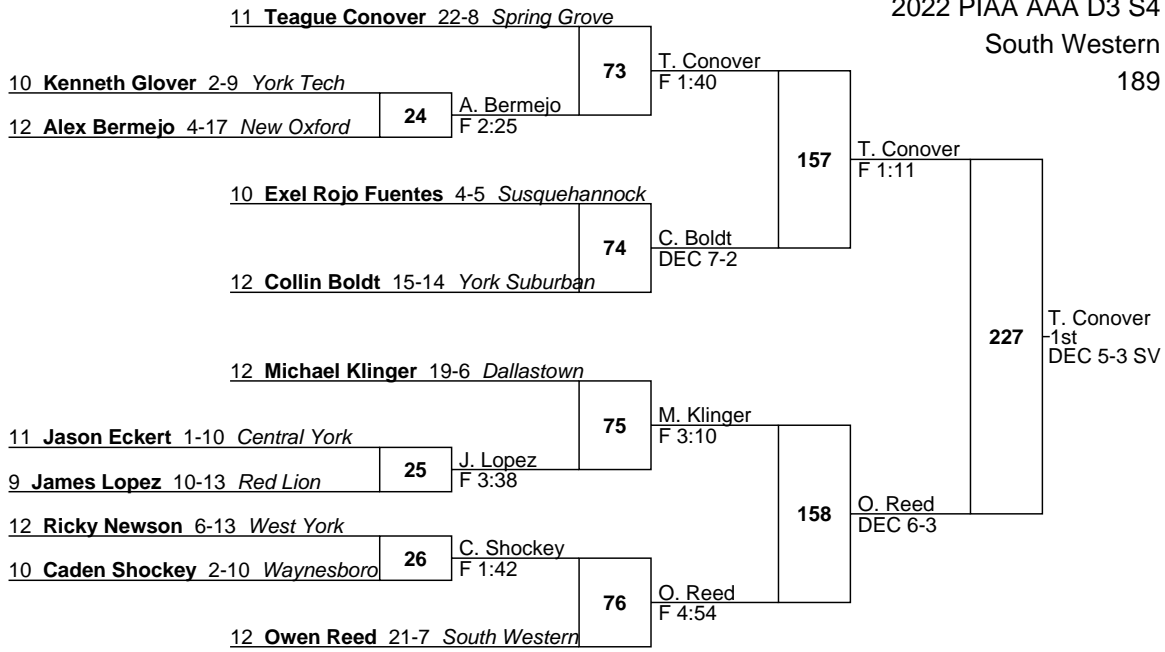 2022 PIAA AAA D3 S4
South Western
189
11 Teague Conover 22-8 Spring Grove
73
T. Conover
F 1:40
10 Kenneth Glover 2-9 York Tech
24
A. Bermejo
F 2:25
12 Alex Bermejo 4-17 New Oxford
157
T. Conover
F 1:11
10 Exel Rojo Fuentes 4-5 Susquehannock
74
C. Boldt
DEC 7-2
12 Collin Boldt 15-14 York Suburban
227
T. Conover
1st
DEC 5-3 SV
12 Michael Klinger 19-6 Dallastown
75
M. Klinger
F 3:10
11 Jason Eckert 1-10 Central York
25
J. Lopez
F 3:38
9 James Lopez 10-13 Red Lion
158
O. Reed
DEC 6-3
12 Ricky Newson 6-13 West York
26
C. Shockey
F 1:42
10 Caden Shockey 2-10 Waynesboro
76
O. Reed
F 4:54
12 Owen Reed 21-7 South Western